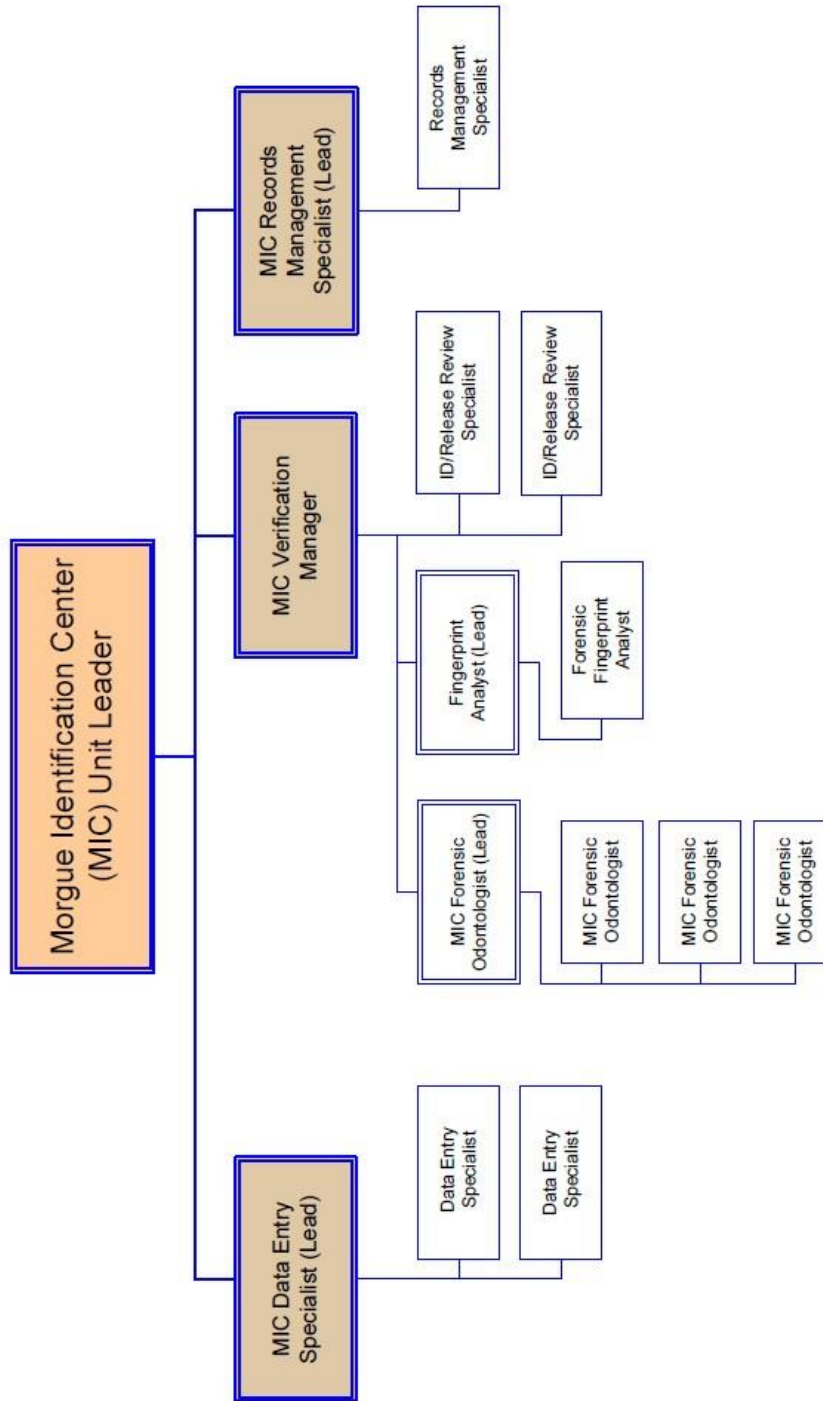 Morgue Identification Center
(MIC) Unit Leader
MIC Data Entry
Specialist (Lead)
Data Entry
Specialist
Data Entry
Specialist
MIC Verification
Manager
MIC Forensic
Odontologist (Lead)
MIC Forensic
Odontologist
MIC Forensic
Odontologist
MIC Forensic
Odontologist
Fingerprint
Analyst (Lead)
Forensic
Fingerprint
Analyst
ID/Release Review
Specialist
ID/Release Review
Specialist
MIC Records
Management
Specialist (Lead)
Records
Management
Specialist